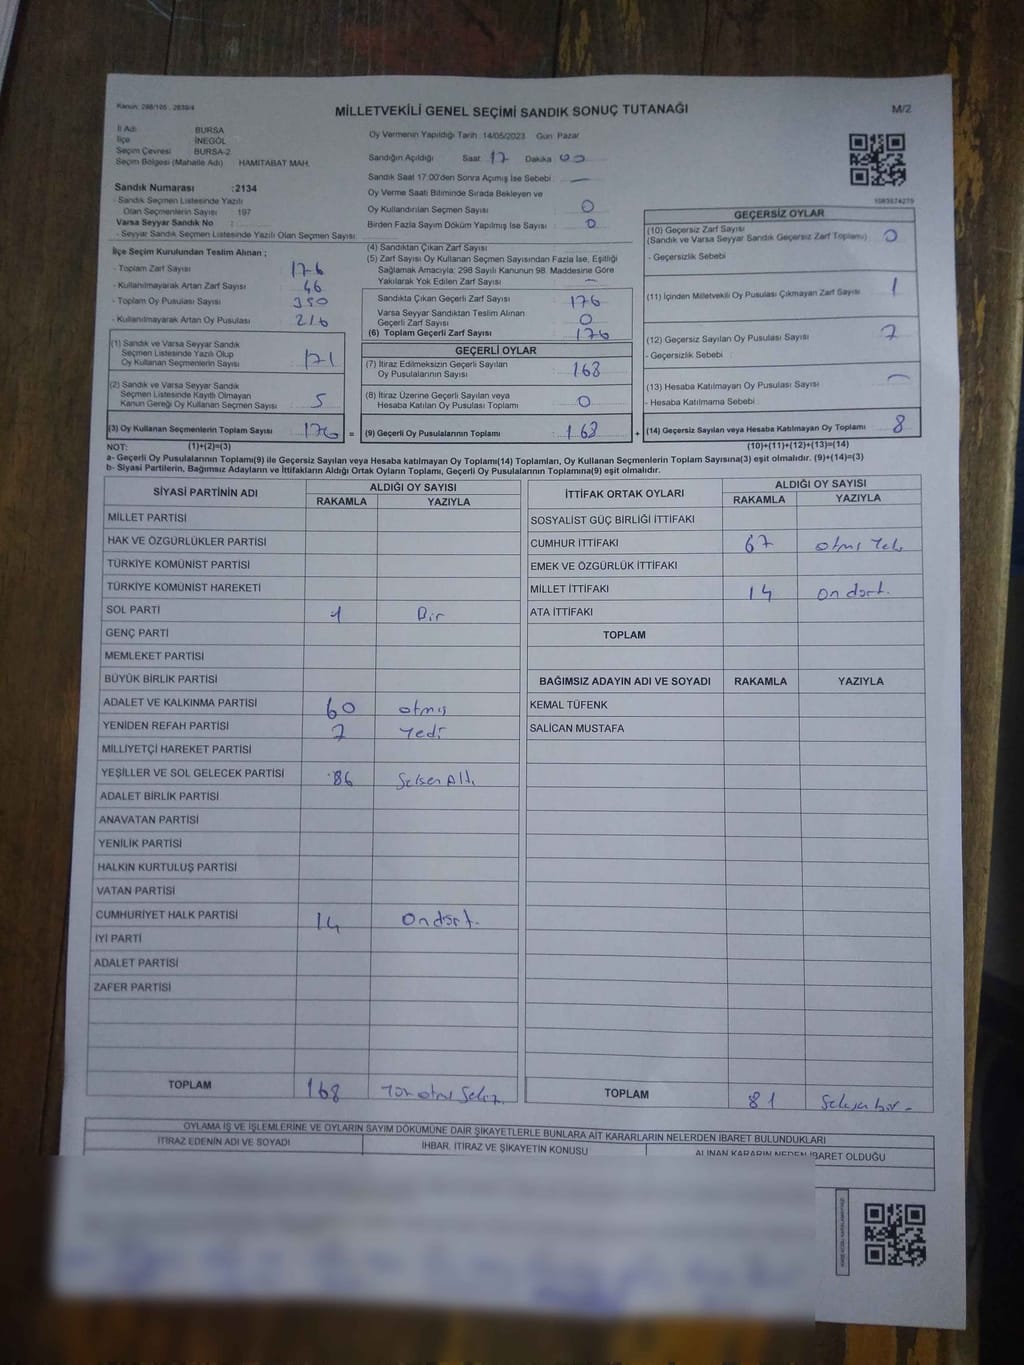 Kanun: 298/105 , 2839/4
MİLLETVEKİLİ GENEL SEÇİMİ SANDIK SONUÇ TUTANAĞI
M/2
İl Adı BURSA
İlçe İNEGÖL
Seçim Çevresi BURSA-2
Seçim Bölgesi (Mahalle Adı) HAMİTABAT MAH.
Oy Vermenin Yapıldığı Tarih 14/05/2023 Gün Pazar
Sandığın Açıldığı Saat 17 Dakika 00
Sandık Saat 17:00'den Sonra Açımış İse Sebebi : —
Oy Verme Saati Bitiminde Sırada Bekleyen ve
Oy Kullandırılan Seçmen Sayısı 0
Birden Fazla Sayım Döküm Yapılmış İse Sayısı 0
Sandık Numarası :2134
- Sandık Seçmen Listesinde Yazılı
Olan Seçmenlerin Sayısı : 197
Varsa Seyyar Sandık No :
- Seyyar Sandık Seçmen Listesinde Yazılı Olan Seçmen Sayısı:
İlçe Seçim Kurulundan Teslim Alınan ;
- Toplam Zarf Sayısı 176
- Kullanılmayarak Artan Zarf Sayısı : 46
- Toplam Oy Pusulası Sayısı : 390
- Kullanılmayarak Artan Oy Pusulası : 216
(1) Sandık ve Varsa Seyyar Sandık
Seçmen Listesinde Yazılı Olup
Oy Kullanan Seçmenlerin Sayısı 171
(2) Sandık ve Varsa Seyyar Sandık
Seçmen Listesinde Kayıtlı Olmayan
Kanun Gereği Oy Kullanan Seçmen Sayısı 5
(3) Oy Kullanan Seçmenlerin Toplam Sayısı 176
(4) Sandıktan Çıkan Zarf Sayısı
(5) Zarf Sayısı Oy Kullanan Seçmen Sayısından Fazla İse, Eşitliği
Sağlamak Amacıyla; 298 Sayılı Kanunun 98. Maddesine Göre
Yakılarak Yok Edilen Zarf Sayısı —
Sandıkta Çıkan Geçerli Zarf Sayısı 176
Varsa Seyyar Sandıktan Teslim Alınan
Geçerli Zarf Sayısı 0
(6) Toplam Geçerli Zarf Sayısı 176
GEÇERLİ OYLAR
(7) İtiraz Edilmeksizin Geçerli Sayılan
Oy Pusulalarının Sayısı 168
(8) İtiraz Üzerine Geçerli Sayılan veya
Hesaba Katılan Oy Pusulası Toplamı 0
= (9) Geçerli Oy Pusulalarının Toplamı 168
1083674279
GEÇERSİZ OYLAR
(10) Geçersiz Zarf Sayısı
(Sandık ve Varsa Seyyar Sandık Geçersiz Zarf Toplamı) 0
- Geçersizlik Sebebi
(11) İçinden Milletvekili Oy Pusulası Çıkmayan Zarf Sayısı 1
(12) Geçersiz Sayılan Oy Pusulası Sayısı 7
- Geçersizlik Sebebi :
(13) Hesaba Katılmayan Oy Pusulası Sayısı —
- Hesaba Katılmama Sebebi
+ (14) Geçersiz Sayılan veya Hesaba Katılmayan Oy Toplamı 8
NOT: (1)+(2)=(3)
(10)+(11)+(12)+(13)=(14)
a- Geçerli Oy Pusulalarının Toplamı(9) ile Geçersiz Sayılan veya Hesaba katılmayan Oy Toplamı(14) Toplamları, Oy Kullanan Seçmenlerin Toplam Sayısına(3) eşit olmalıdır. (9)+(14)=(3)
b- Siyasi Partilerin, Bağımsız Adayların ve İttifakların Aldığı Ortak Oyların Toplamı, Geçerli Oy Pusulalarının Toplamına(9) eşit olmalıdır.
SİYASİ PARTİNİN ADI
ALDIĞI OY SAYISI
RAKAMLA YAZIYLA
MİLLET PARTİSİ
HAK VE ÖZGÜRLÜKLER PARTİSİ
TÜRKİYE KOMÜNİST PARTİSİ
TÜRKİYE KOMÜNİST HAREKETİ
SOL PARTİ 1 Bir
GENÇ PARTİ
MEMLEKET PARTİSİ
BÜYÜK BİRLİK PARTİSİ
ADALET VE KALKINMA PARTİSİ 60 otmış
YENİDEN REFAH PARTİSİ 7 Yedi
MİLLİYETÇİ HAREKET PARTİSİ
YEŞİLLER VE SOL GELECEK PARTİSİ 86 Seksen Altı
ADALET BİRLİK PARTİSİ
ANAVATAN PARTİSİ
YENİLİK PARTİSİ
HALKIN KURTULUŞ PARTİSİ
VATAN PARTİSİ
CUMHURİYET HALK PARTİSİ 14 Ondört.
İYİ PARTİ
ADALET PARTİSİ
ZAFER PARTİSİ
TOPLAM 168
İTTİFAK ORTAK OYLARI
ALDIĞI OY SAYISI
RAKAMLA YAZIYLA
SOSYALİST GÜÇ BİRLİĞİ İTTİFAKI
CUMHUR İTTİFAKI 67 otmış Yedi
EMEK VE ÖZGÜRLÜK İTTİFAKI
MİLLET İTTİFAKI 14 on dört.
ATA İTTİFAKI
TOPLAM
BAĞIMSIZ ADAYIN ADI VE SOYADI RAKAMLA YAZIYLA
KEMAL TÜFENK
SALİCAN MUSTAFA
TOPLAM 81
OYLAMA İŞ VE İŞLEMLERİNE VE OYLARIN SAYIM DÖKÜMÜNE DAİR ŞİKAYETLERLE BUNLARA AİT KARARLARIN NELERDEN İBARET BULUNDUKLARI
İTİRAZ EDENİN ADI VE SOYADI
İHBAR, İTİRAZ VE ŞİKAYETİN KONUSU
ALINAN KARARIN NEDEN İBARET OLDUĞU